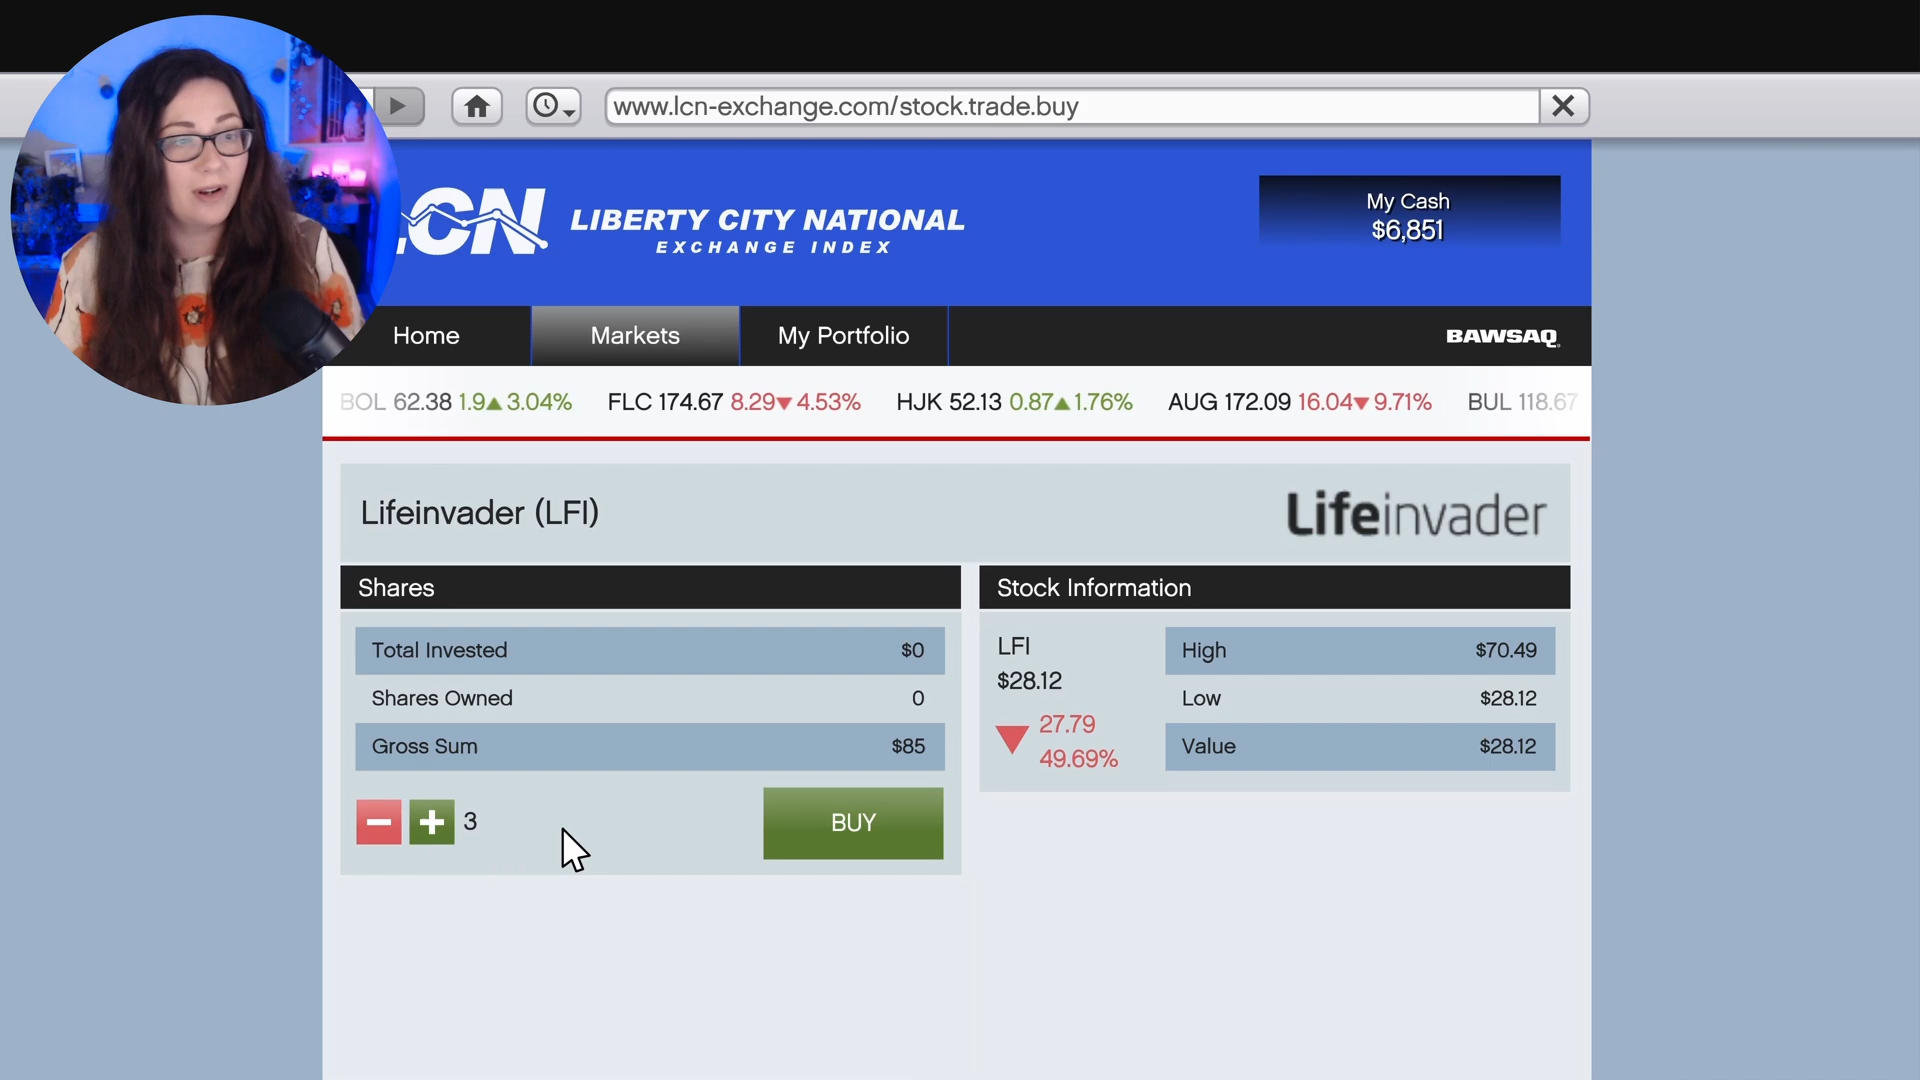 www.lcn-exchange.com/stock.trade.buy
LCN
LIBERTY CITY NATIONAL
EXCHANGE INDEX
My Cash
$6,851
Home
Markets
My Portfolio
BAWSAQ
BOL 62.38 1.9▲3.04% FLC 174.67 8.29▼4.53% HJK 52.13 0.87▲1.76% AUG 172.09 16.04▼9.71% BUL 118.67
Lifeinvader (LFI)
Lifeinvader
Shares
Total Invested $0
Shares Owned 0
Gross Sum $85
3
BUY
Stock Information
LFI
$28.12
27.79
49.69%
High $70.49
Low $28.12
Value $28.12